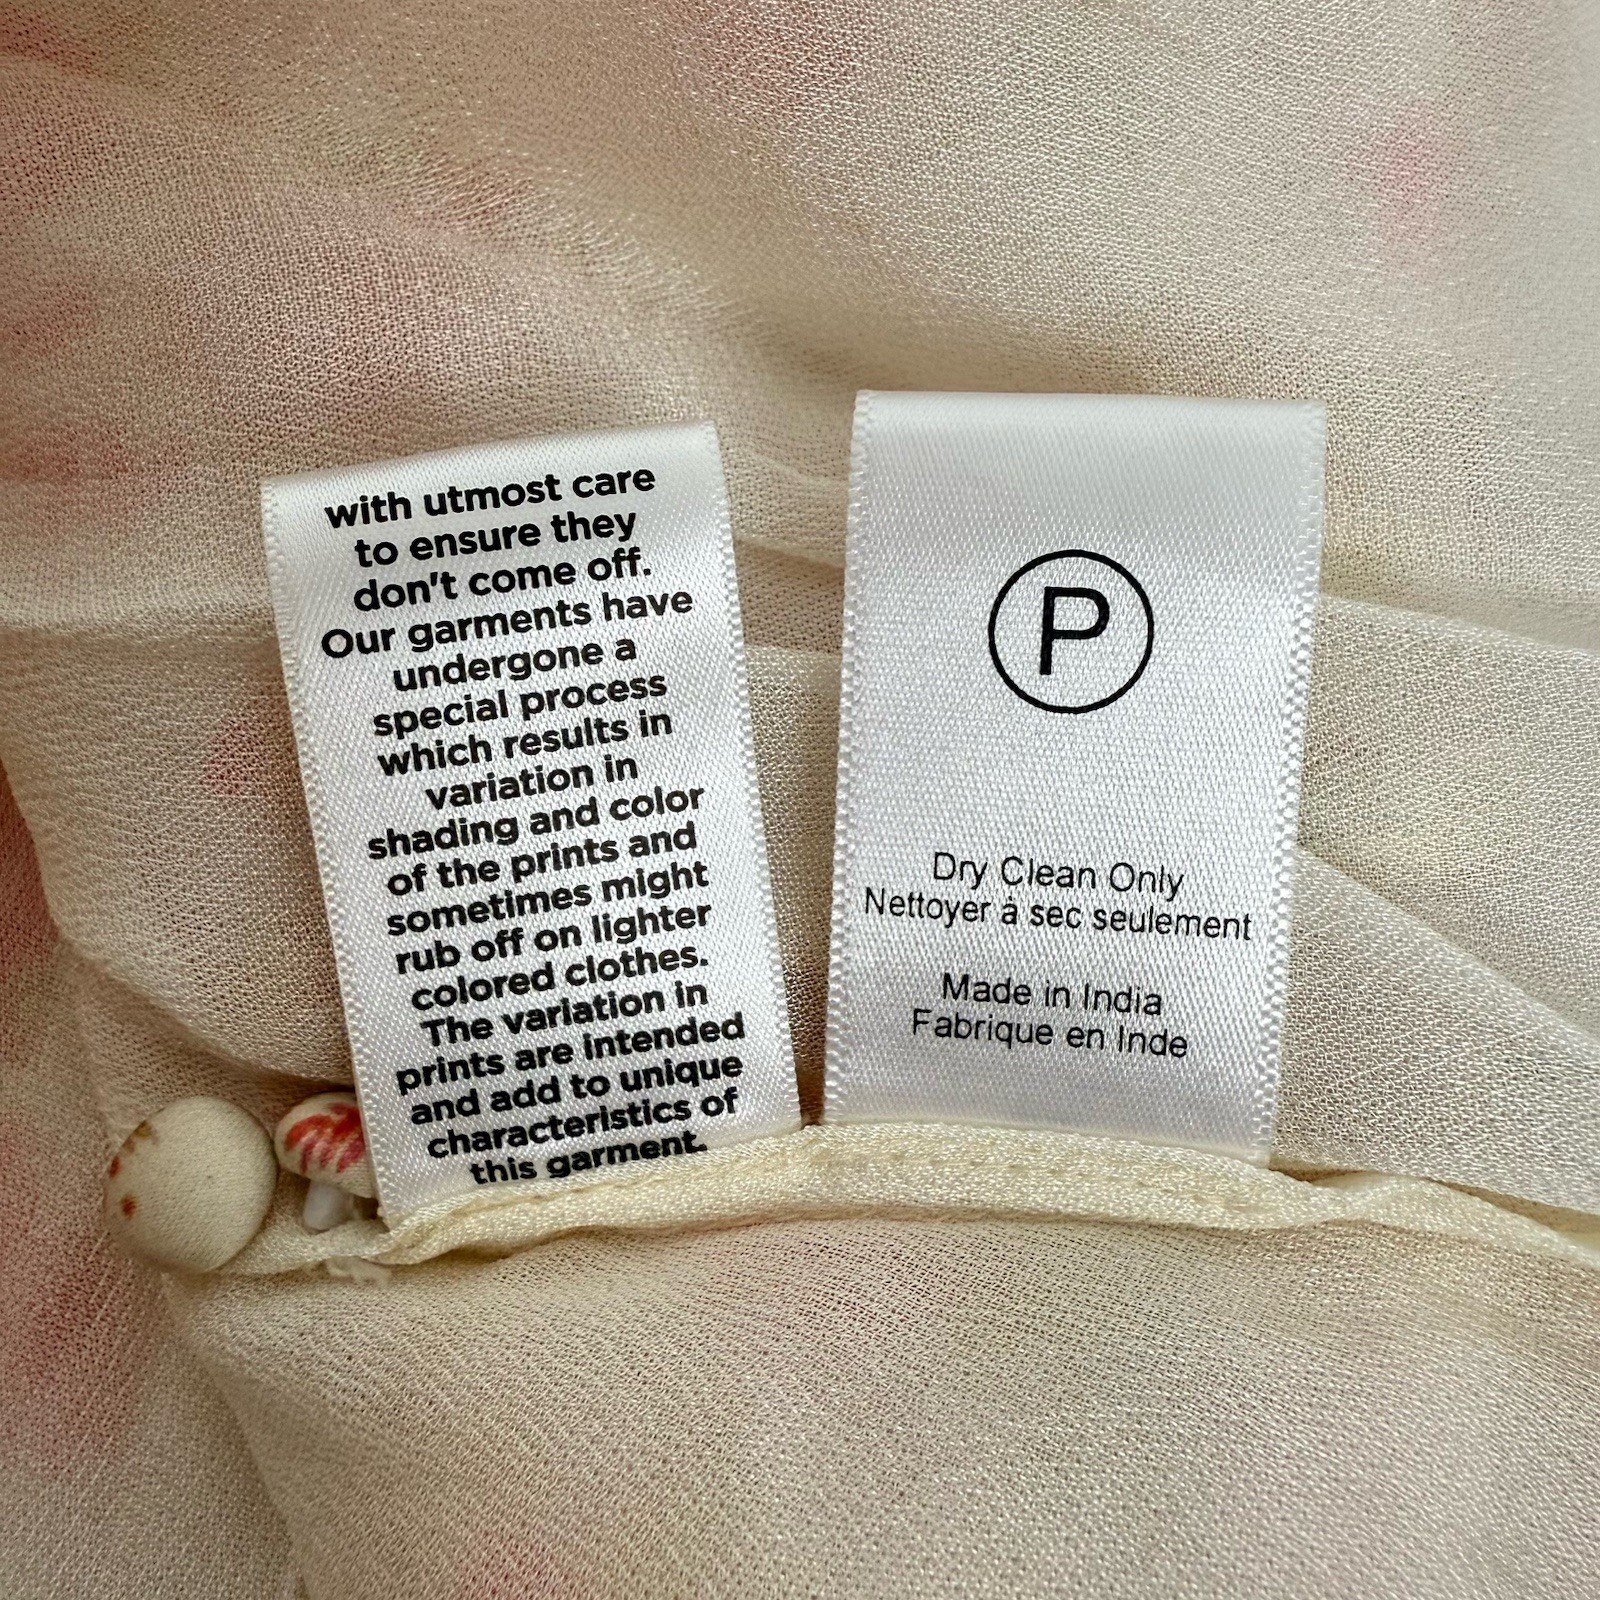 with utmost care
to ensure they
don't come off.
Our garments have
undergone a
special process
which results in
variation in
shading and color
of the prints and
sometimes might
rub off on lighter
colored clothes.
The variation in
prints are intended
and add to unique
characteristics of
this garment.
P
Dry Clean Only
Nettoyer à sec seulement
Made in India
Fabrique en Inde